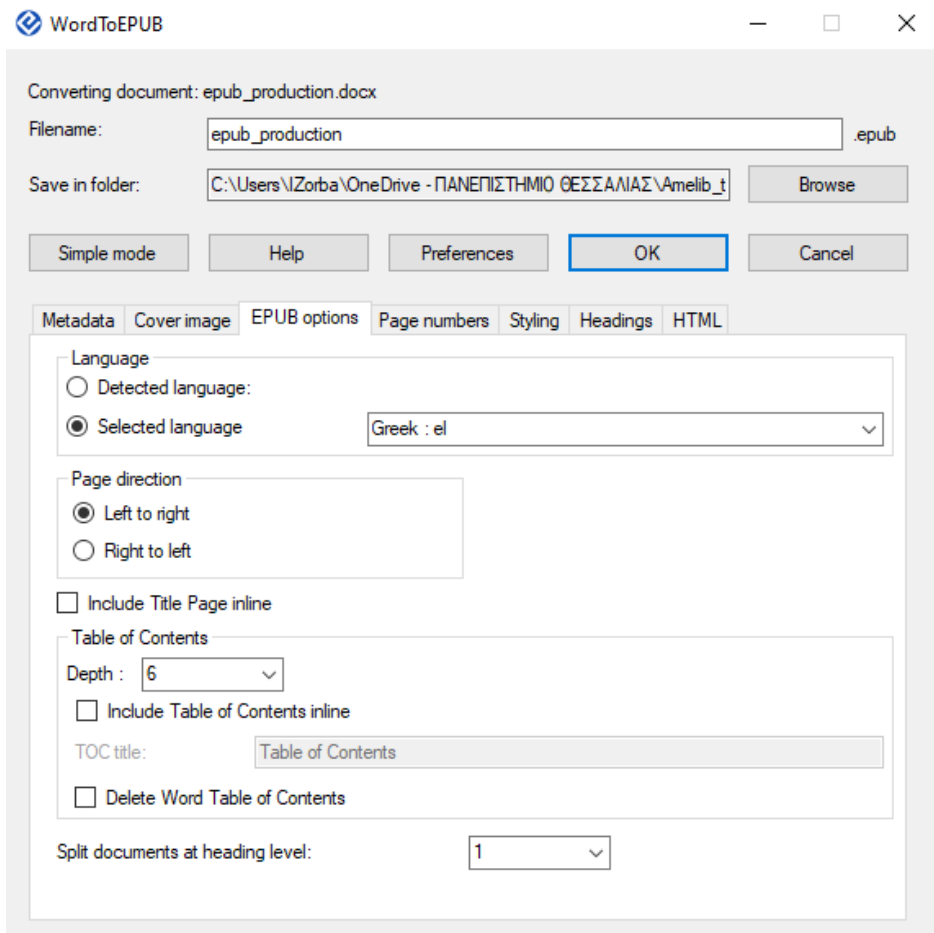 WordToEPUB
Converting document: epub_production.docx
Filename: epub_production .epub
Save in folder: C:\Users\IZorba\OneDrive - ΠΑΝΕΠΙΣΤΗΜΙΟ ΘΕΣΣΑΛΙΑΣ\Amelib_t Browse
Simple mode Help Preferences OK Cancel
Metadata Cover image EPUB options Page numbers Styling Headings HTML
Language
Detected language:
Selected language Greek : el
Page direction
Left to right
Right to left
Include Title Page inline
Table of Contents
Depth : 6
Include Table of Contents inline
TOC title: Table of Contents
Delete Word Table of Contents
Split documents at heading level: 1